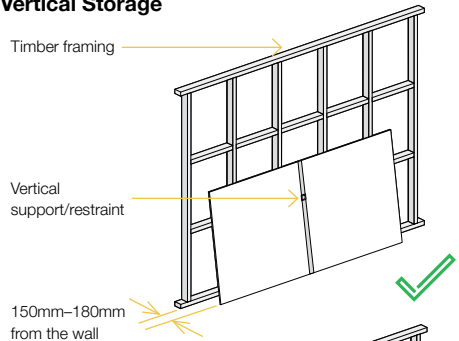 Vertical Storage
Timber framing
Vertical
support/restraint
150mm–180mm
from the wall